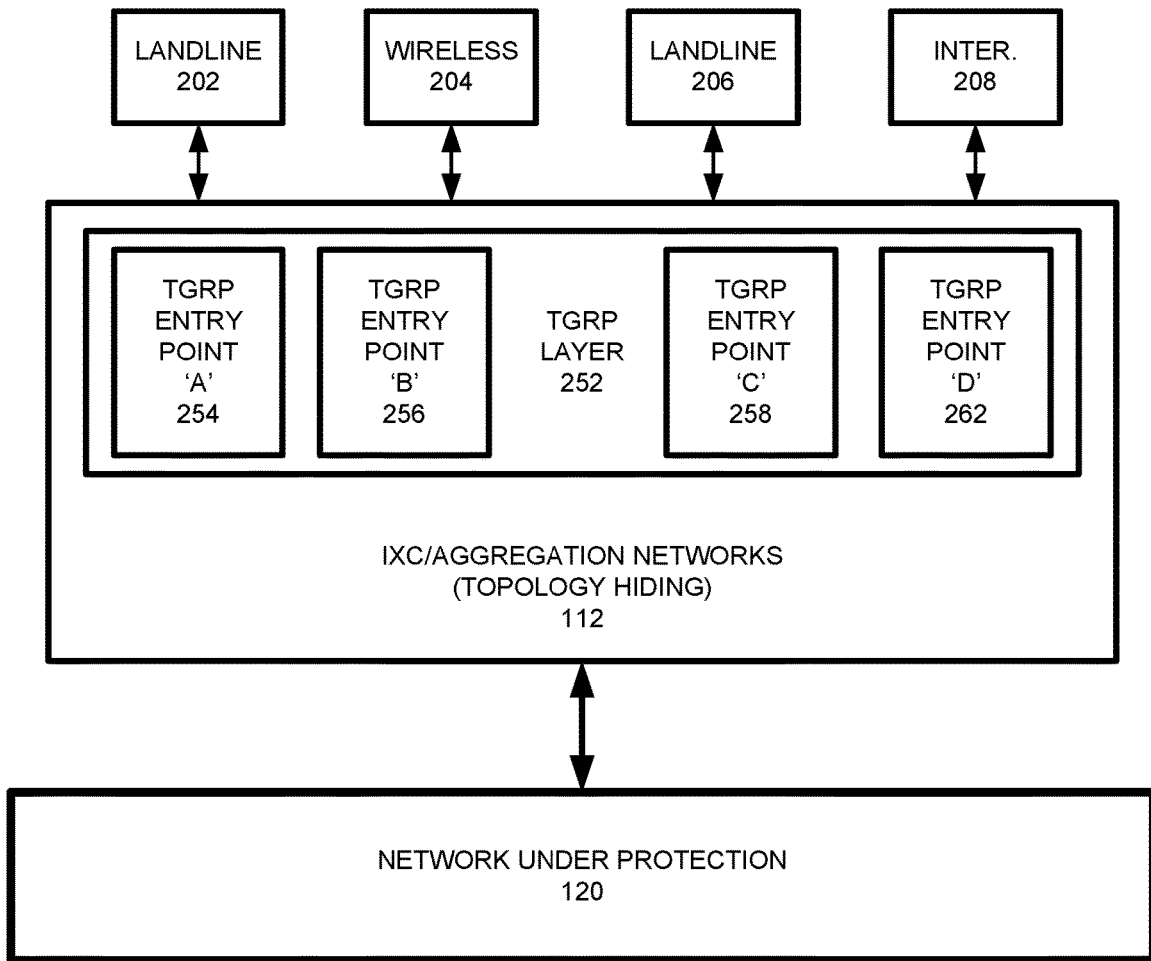 LANDLINE
202
WIRELESS
204
LANDLINE
206
INTER.
208
TGRP
ENTRY
POINT
‘A’
254
TGRP
ENTRY
POINT
‘B’
256
TGRP
LAYER
252
TGRP
ENTRY
POINT
‘C’
258
TGRP
ENTRY
POINT
‘D’
262
IXC/AGGREGATION NETWORKS
(TOPOLOGY HIDING)
112
NETWORK UNDER PROTECTION
120